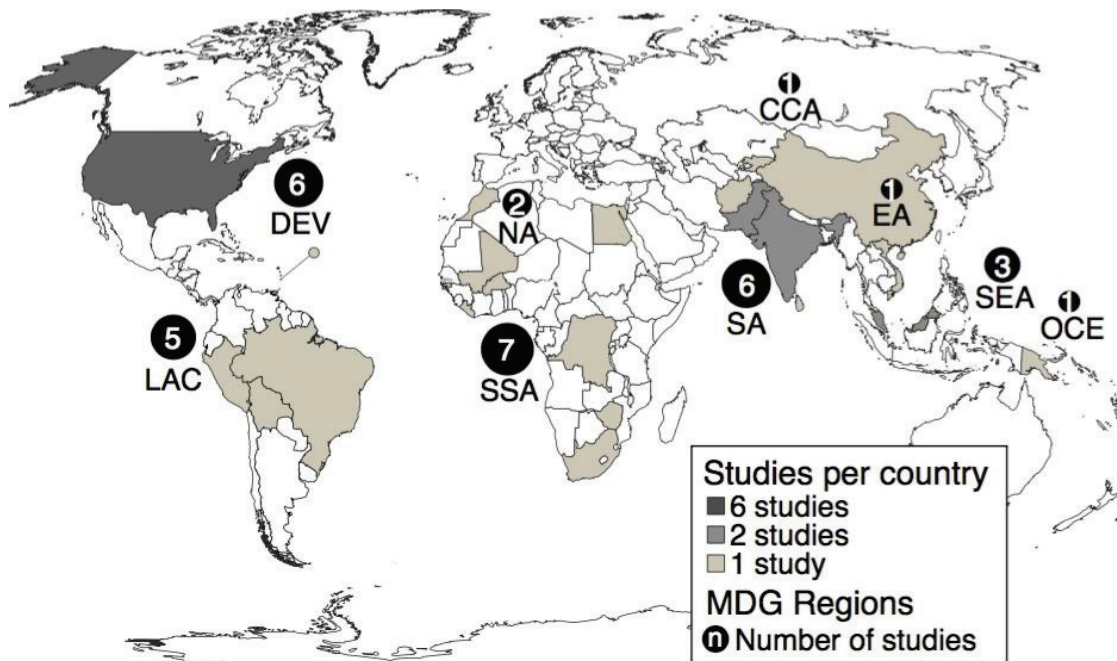 1
CCA
6
DEV
2
NA
1
EA
6
SA
3
SEA
1
OCE
5
LAC
7
SSA
Studies per country
6 studies
2 studies
1 study
MDG Regions
n Number of studies